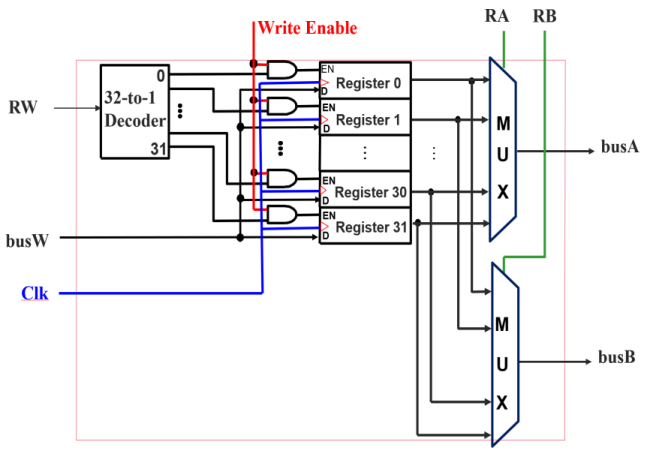 RA RB
Write Enable
0
32-to-1
Decoder
31
RW
EN
D
Register 0
EN
D
Register 1
EN
D
Register 30
EN
D
Register 31
M
U
X
busA
busW
Clk
M
U
X
busB